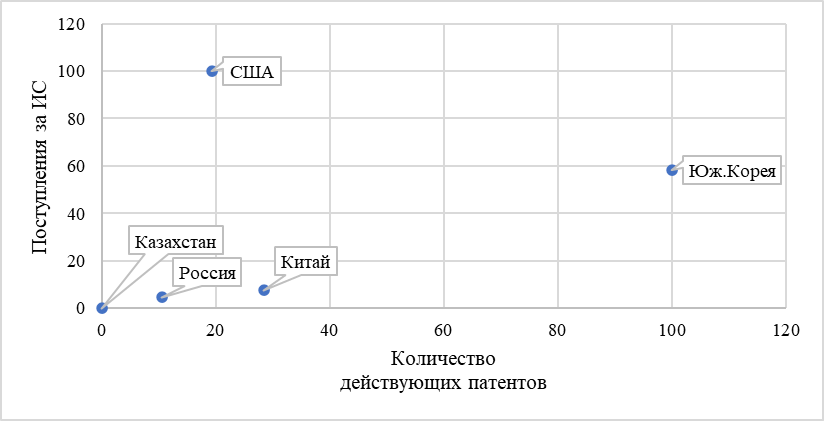 120
100
80
60
40
20
0
Поступления за ИС
США
Юж.Корея
Казахстан
Россия
Китай
0 20 40 60 80 100 120
Количество
действующих патентов